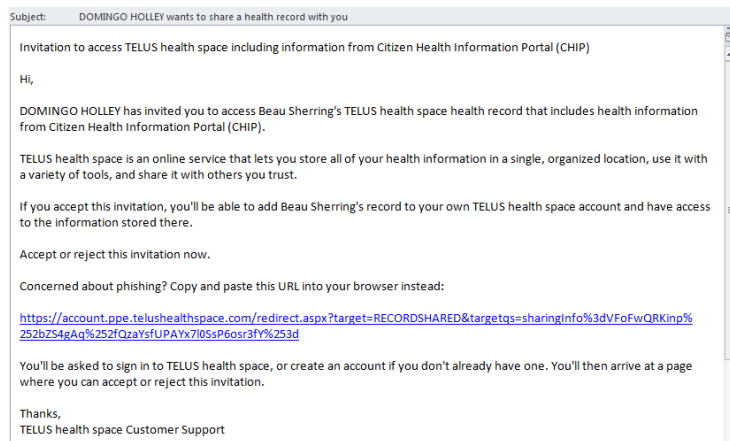 Subject: DOMINGO HOLLEY wants to share a health record with you
Invitation to access TELUS health space including information from Citizen Health Information Portal (CHIP)
Hi,
DOMINGO HOLLEY has invited you to access Beau Sherring's TELUS health space health record that includes health information
from Citizen Health Information Portal (CHIP).
TELUS health space is an online service that lets you store all of your health information in a single, organized location, use it with
a variety of tools, and share it with others you trust.
If you accept this invitation, you'll be able to add Beau Sherring's record to your own TELUS health space account and have access
to the information stored there.
Accept or reject this invitation now.
Concerned about phishing? Copy and paste this URL into your browser instead:
https://account.ppe.telushealthspace.com/redirect.aspx?target=RECORDSHARED&targetqs=sharingInfo%3dVFoFwQRKinp%
252bZS4gAq%252fQzaYsfUPAYx7l0SsP6osr3fY%253d
You'll be asked to sign in to TELUS health space, or create an account if you don't already have one. You'll then arrive at a page
where you can accept or reject this invitation.
Thanks,
TELUS health space Customer Support